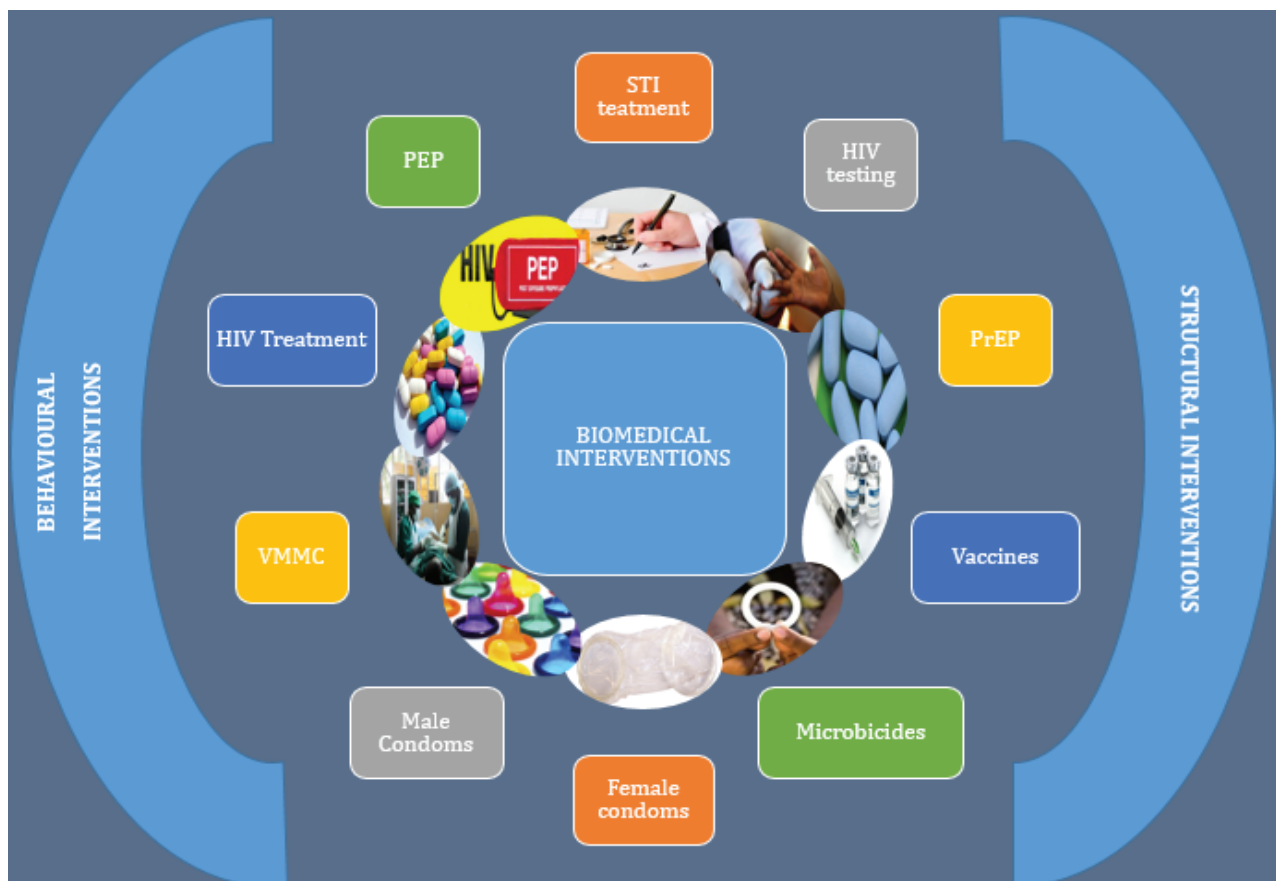 STI
teatment
PEP
HIV
testing
HIV
PEP
HIV Treatment
PrEP
BEHAVIOURAL
INTERVENTIONS
BIOMEDICAL
INTERVENTIONS
STRUCTURAL INTERVENTIONS
VMMC
Vaccines
Male
Condoms
Microbicides
Female
condoms